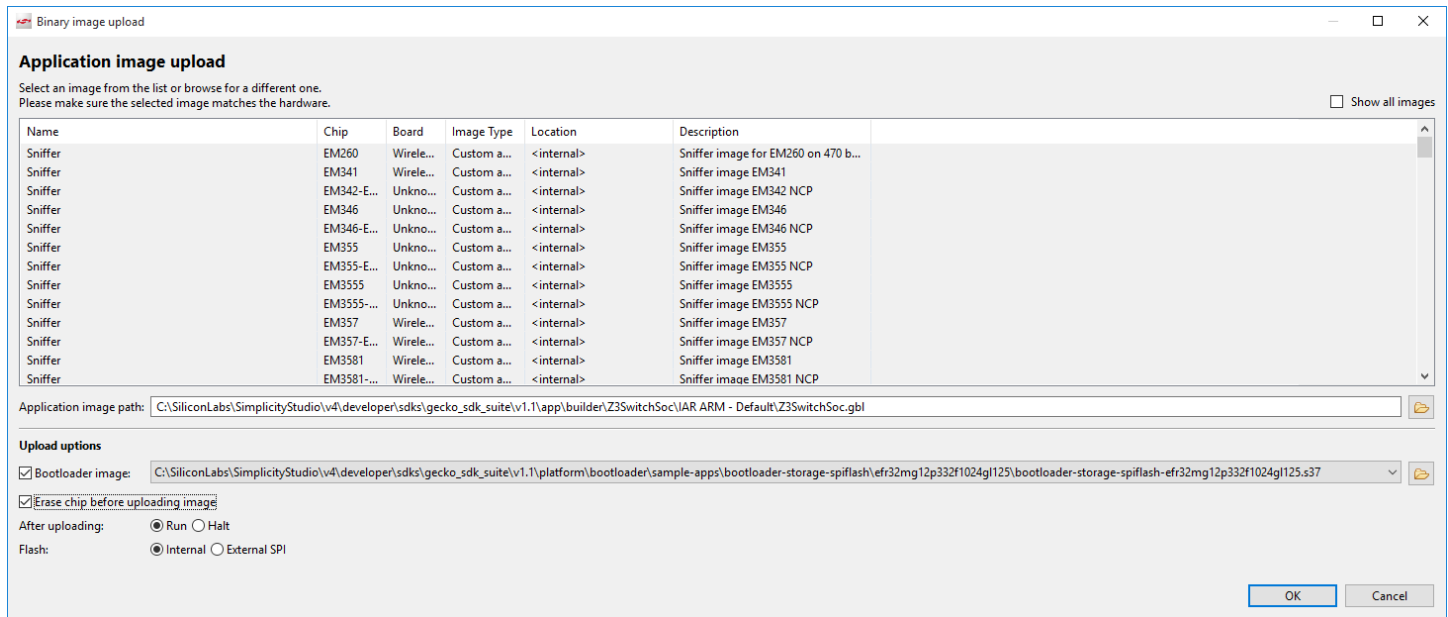 Binary image upload
Application image upload
Select an image from the list or browse for a different one.
Please make sure the selected image matches the hardware.
Show all images
Name Chip Board Image Type Location Description
Sniffer EM260 Wirele... Custom a... <internal> Sniffer image for EM260 on 470 b...
Sniffer EM341 Wirele... Custom a... <internal> Sniffer image EM341
Sniffer EM342-E... Unkno... Custom a... <internal> Sniffer image EM342 NCP
Sniffer EM346 Unkno... Custom a... <internal> Sniffer image EM346
Sniffer EM346-E... Unkno... Custom a... <internal> Sniffer image EM346 NCP
Sniffer EM355 Unkno... Custom a... <internal> Sniffer image EM355
Sniffer EM355-E... Unkno... Custom a... <internal> Sniffer image EM355 NCP
Sniffer EM3555 Unkno... Custom a... <internal> Sniffer image EM3555
Sniffer EM3555-... Unkno... Custom a... <internal> Sniffer image EM3555 NCP
Sniffer EM357 Wirele... Custom a... <internal> Sniffer image EM357
Sniffer EM357-E... Wirele... Custom a... <internal> Sniffer image EM357 NCP
Sniffer EM3581 Wirele... Custom a... <internal> Sniffer image EM3581
Sniffer EM3581-... Wirele... Custom a... <internal> Sniffer image EM3581 NCP
Application image path: C:\SiliconLabs\SimplicityStudio\v4\developer\sdks\gecko_sdk_suite\v1.1\app\builder\Z3SwitchSoc\IAR ARM - Default\Z3SwitchSoc.gbl
Upload uptions
Bootloader image: C:\SiliconLabs\SimplicityStudio\v4\developer\sdks\gecko_sdk_suite\v1.1\platform\bootloader\sample-apps\bootloader-storage-spiflash\efr32mg12p332f1024gl125\bootloader-storage-spiflash-efr32mg12p332f1024gl125.s37
Erase chip before uploading image
After uploading: Run Halt
Flash: Internal External SPI
OK Cancel